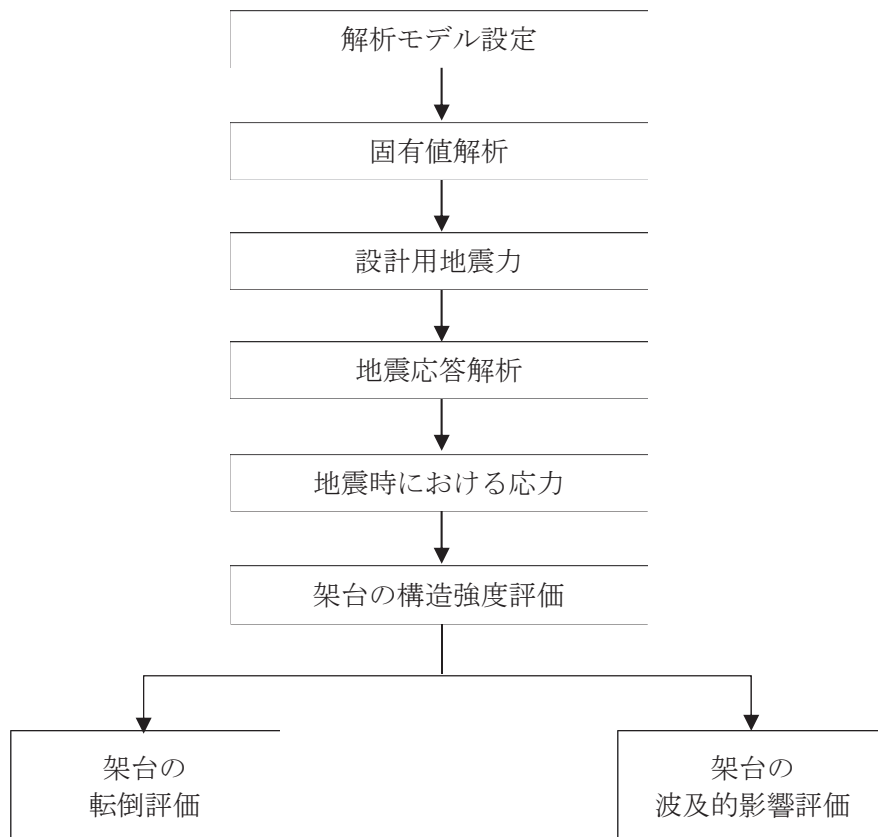 解析モデル設定
固有値解析
設計用地震力
地震応答解析
地震時における応力
架台の構造強度評価
架台の
転倒評価
架台の
波及的影響評価